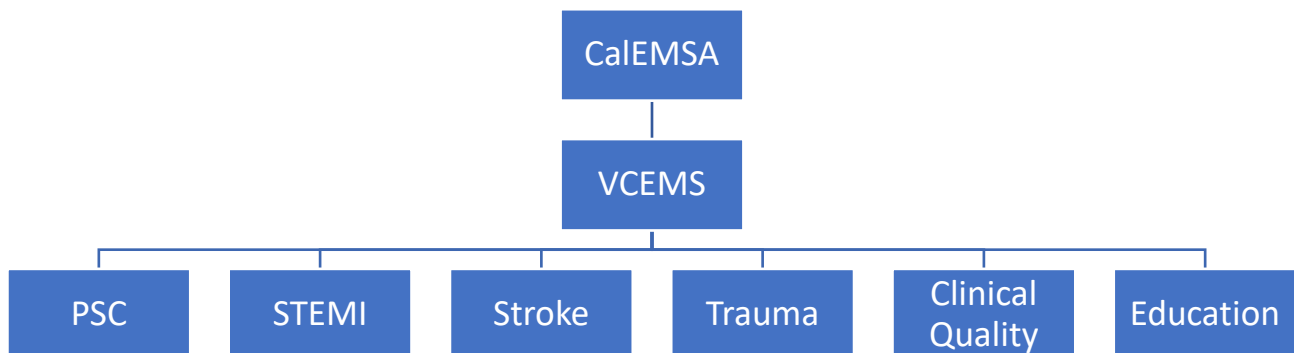 CalEMSA
VCEMS
PSC
STEMI
Stroke
Trauma
Clinical
Quality
Education